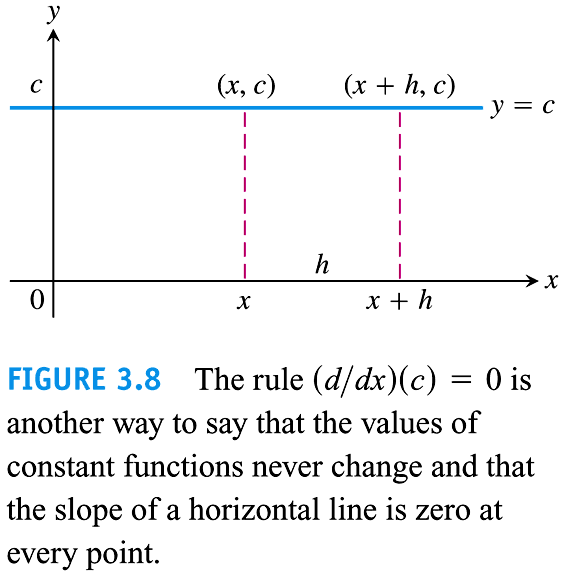 y
c
(x, c) (x + h, c)
y = c
h
x
0 x x + h
FIGURE 3.8 The rule (d/dx)(c) = 0 is
another way to say that the values of
constant functions never change and that
the slope of a horizontal line is zero at
every point.